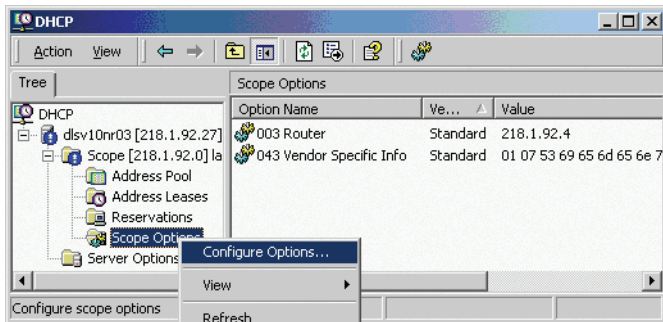 DHCP
Action View
Tree
Scope Options
DHCP
dlsv10nr03 [218.1.92.27]
Scope [218.1.92.0] la
Address Pool
Address Leases
Reservations
Scope Options
Server Options
Option Name Ve... Value
003 Router Standard 218.1.92.4
043 Vendor Specific Info Standard 01 07 53 69 65 6d 65 6e 7
Configure Options...
View
Refresh
Configure scope options